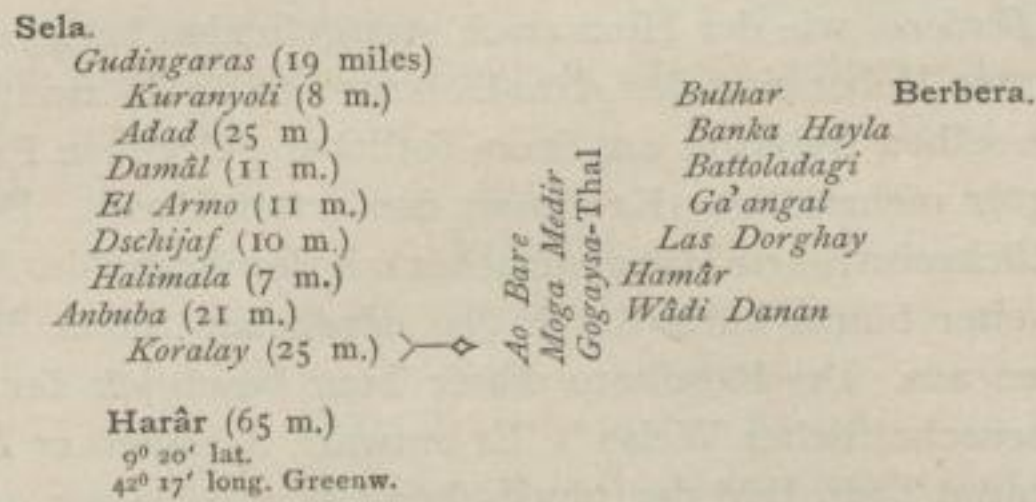 Sela.
Gudingaras (19 miles)
Kuranyoli (8 m.)
Adad (25 m )
Damâl (11 m.)
El Armo (11 m.)
Dschijaf (10 m.)
Halimala (7 m.)
Anbuba (21 m.)
Koralay (25 m.)
Ao Bare
Moga Medir
Gogaysa-Thal
Bulhar Berbera.
Banka Hayla
Battoladagi
Ga’angal
Las Dorghay
Hamâr
Wâdi Danan
Harâr (65 m.)
9⁰ 20′ lat.
42⁰ 17′ long. Greenw.